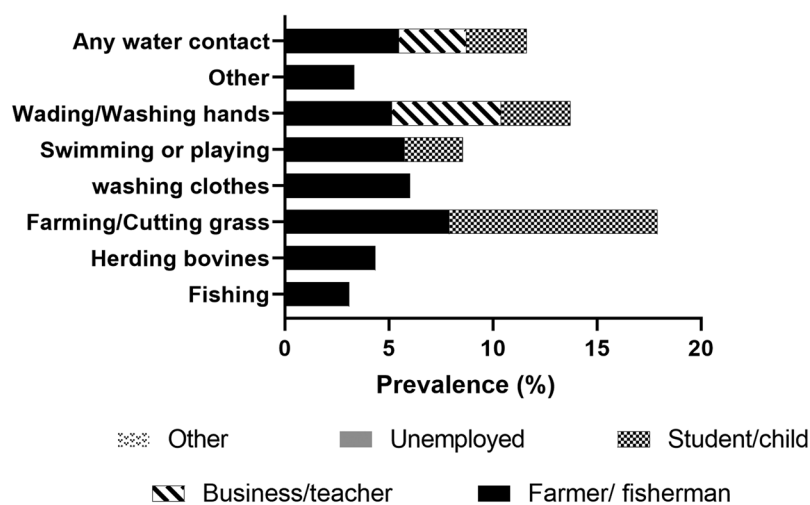 Any water contact
Other
Wading/Washing hands
Swimming or playing
washing clothes
Farming/Cutting grass
Herding bovines
Fishing
0 5 10 15 20
Prevalence (%)
Other Unemployed Student/child
Business/teacher Farmer/ fisherman